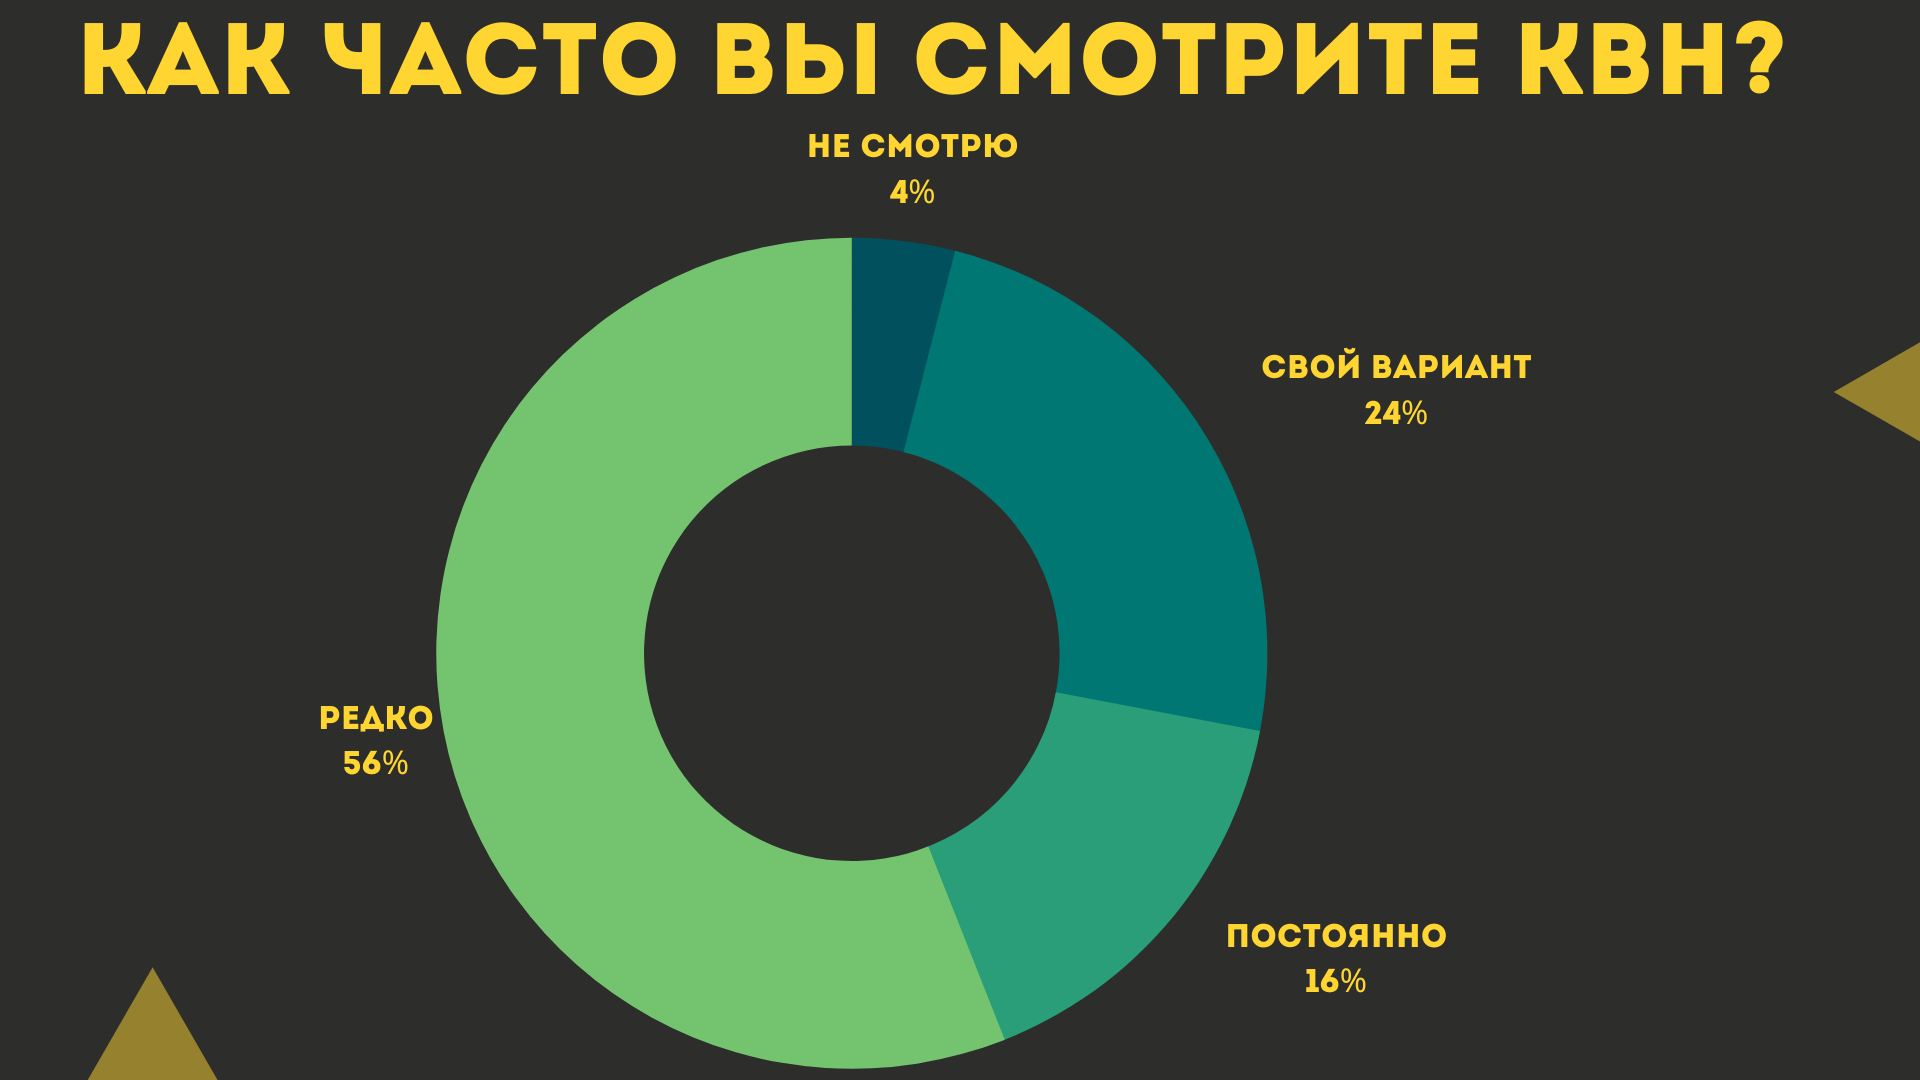 КАК ЧАСТО ВЫ СМОТРИТЕ КВН?
НЕ СМОТРЮ
4%
СВОЙ ВАРИАНТ
24%
РЕДКО
56%
ПОСТОЯННО
16%